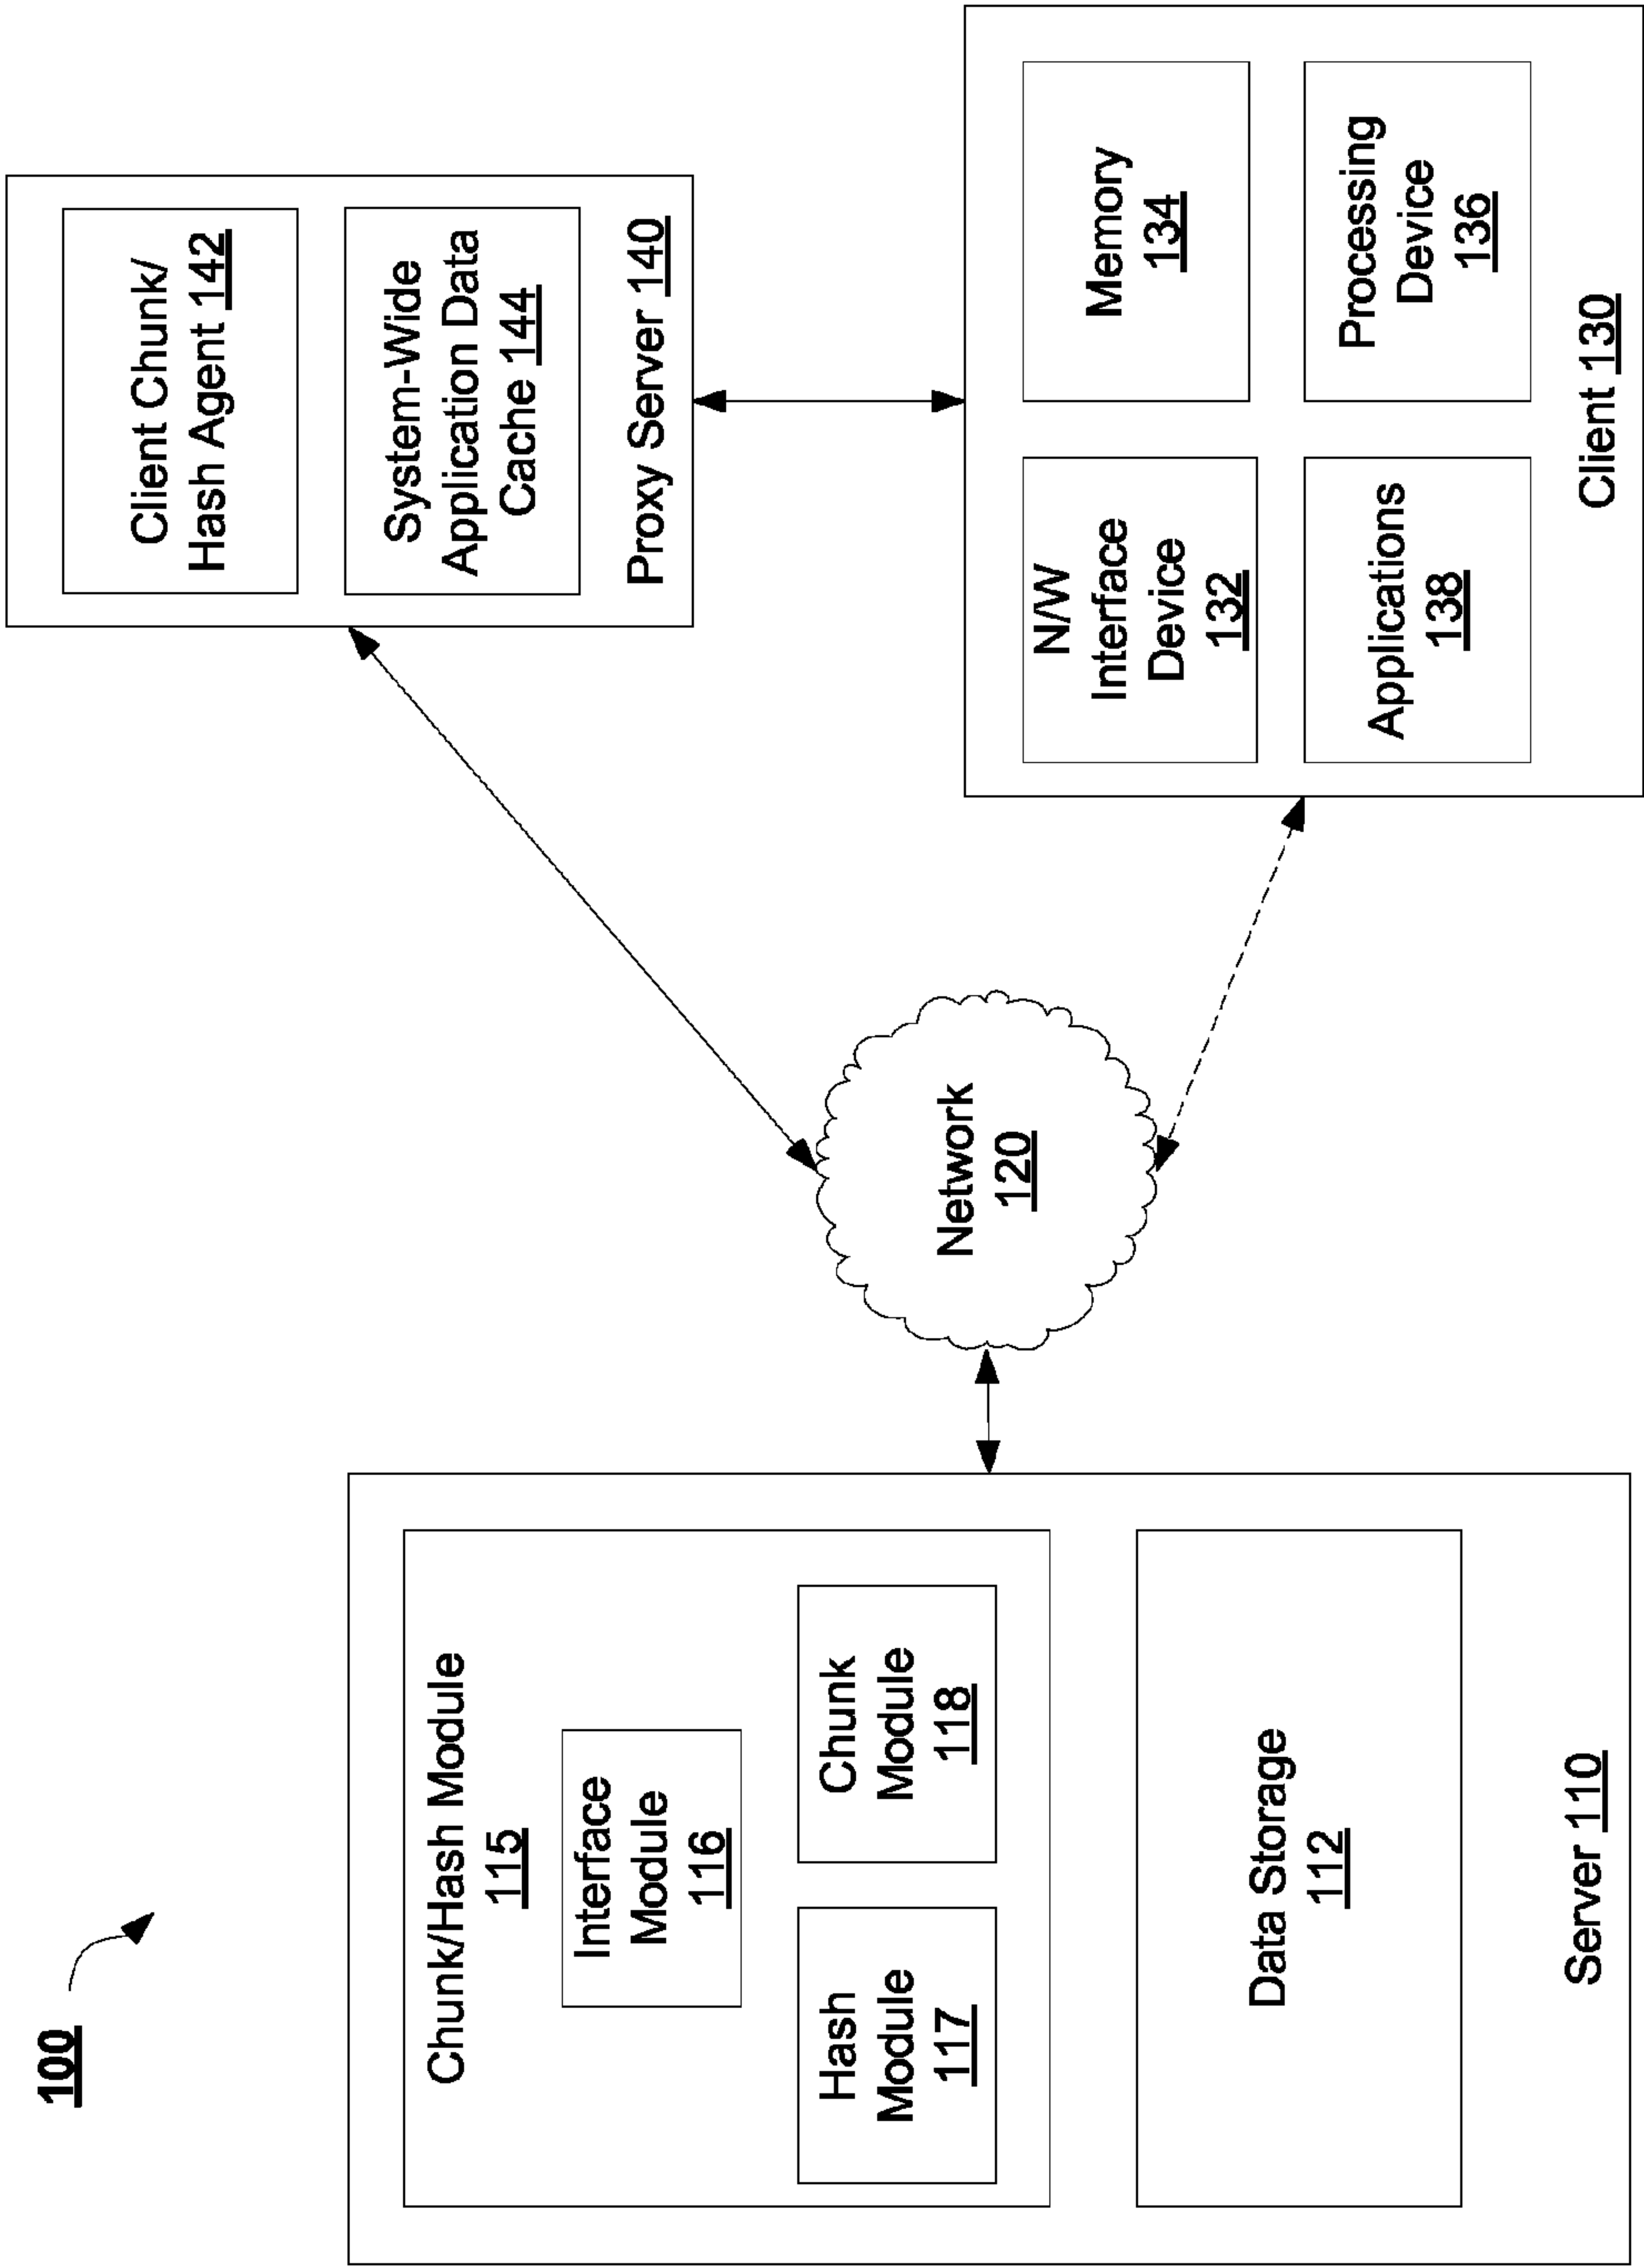 100
Chunk/Hash Module
115
Interface
Module
116
Hash
Module
117
Chunk
Module
118
Data Storage
112
Server 110
Network
120
Client Chunk/
Hash Agent 142
System-Wide
Application Data
Cache 144
Proxy Server 140
N/W
Interface
Device
132
Memory
134
Applications
138
Processing
Device
136
Client 130